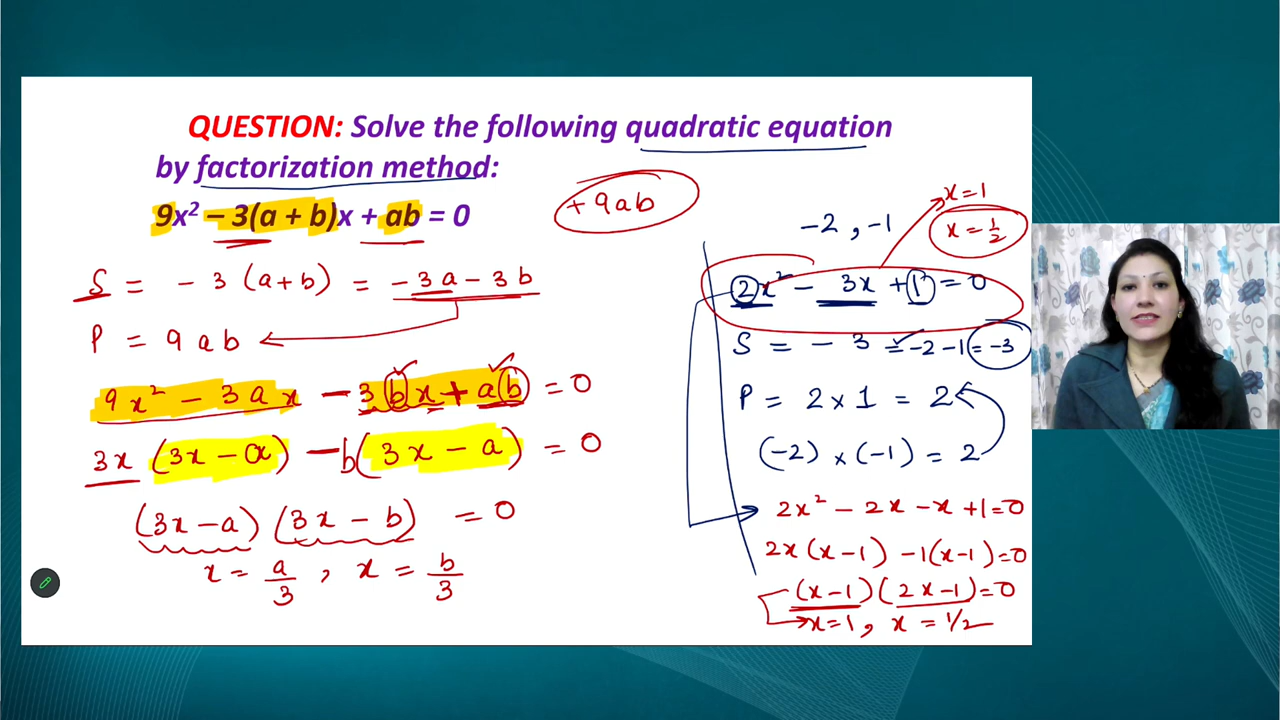 QUESTION: Solve the following quadratic equation
by factorization method:
9x² – 3(a + b)x + ab = 0
+ 9ab
S = - 3 (a+b) = - 3a - 3b
P = 9ab
9x² - 3ax - 3bx + ab = 0
3x (3x - a) - b(3x - a) = 0
(3x-a) (3x - b) = 0
x = a/3 , x = b/3
-2 , -1
x=1
x = 1/2
2x² - 3x + 1 = 0
S = - 3 = -2 -1 = -3
P = 2 x 1 = 2
(-2) x (-1) = 2
2x² - 2x - x +1=0
2x(x-1) -1(x-1)=0
(x-1)(2x-1)=0
x=1, x = 1/2